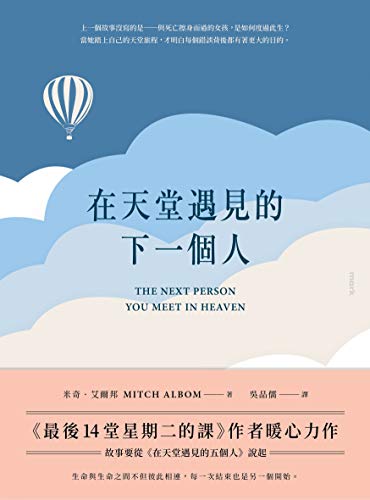 上一個故事沒寫的是──與死亡擦身而過的女孩,是如何度過此生?
當她踏上自己的天堂旅程,才明白每個錯誤背後都有著更大的目的。
在天堂遇見的
下一個人
THE NEXT PERSON
YOU MEET IN HEAVEN
mark
米奇・艾爾邦 MITCH ALBOM──著 吳品儒──譯
《最後14堂星期二的課》作者暖心力作
故事要從《在天堂遇見的五個人》說起
生命與生命之間不但彼此相連,每一次結束也是另一個開始。